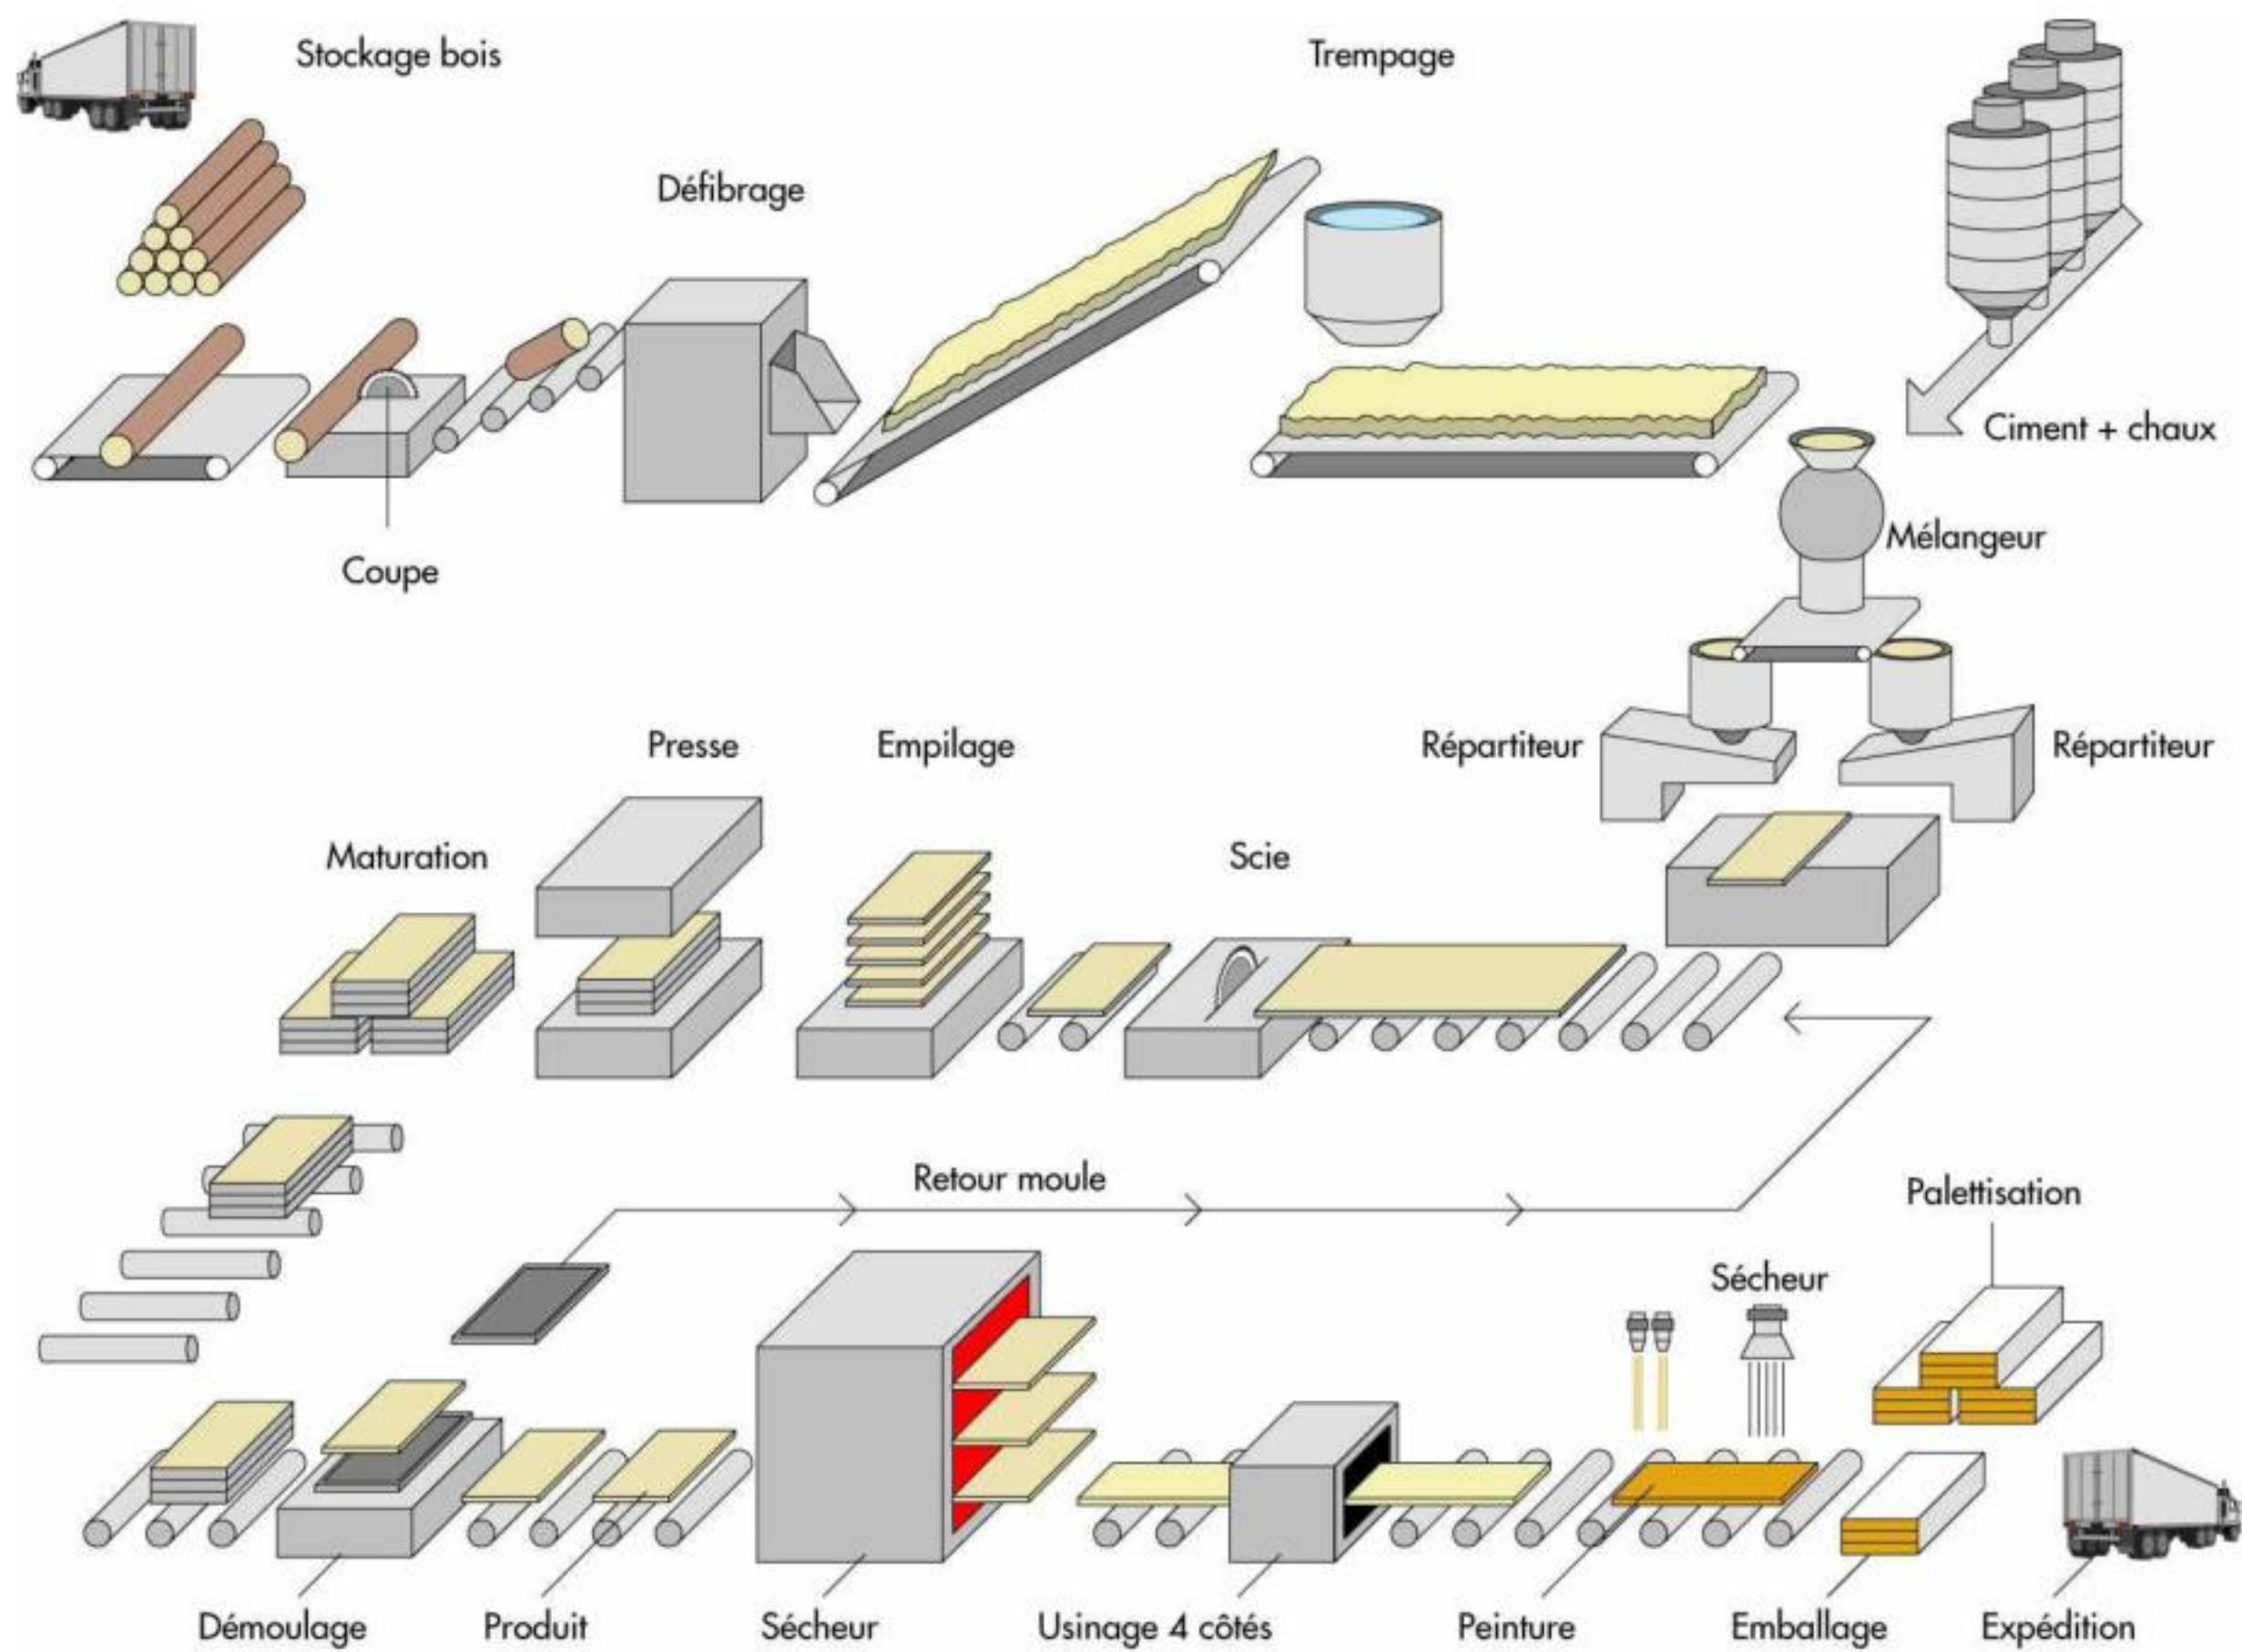 Stockage bois
Trempage
Défibrage
Ciment + chaux
Mélangeur
Coupe
Presse
Empilage
Répartiteur
Répartiteur
Maturation
Scie
Retour moule
Palettisation
Sécheur
Démoulage
Produit
Sécheur
Usinage 4 côtés
Peinture
Emballage
Expédition